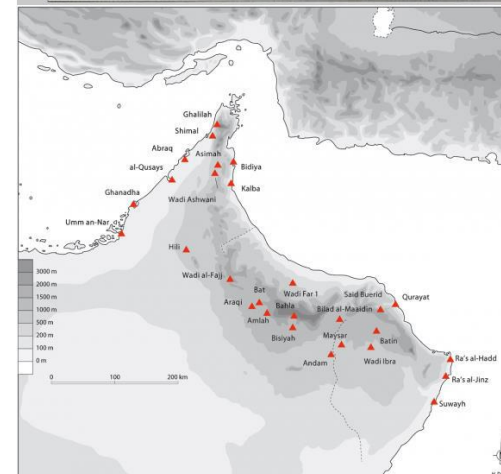 Ghalilah
Shimal
Abraq
Asimah
al-Qusays
Bidiya
Ghanadha
Kalba
Wadi Ashwani
Umm an-Nar
Hili
Wadi al-Fajj
Bat
Wadi Far 1
Said Buerid
Qurayat
Araqi
Bahla
Bilad al-Maaidin
Amlah
Bisiyah
Maysar
Batin
Andam
Wadi Ibra
Ra's al-Hadd
Ra's al-Jinz
Suwayh
3000 m
2000 m
1500 m
1000 m
500 m
200 m
100 m
0 m
0 100 200 km